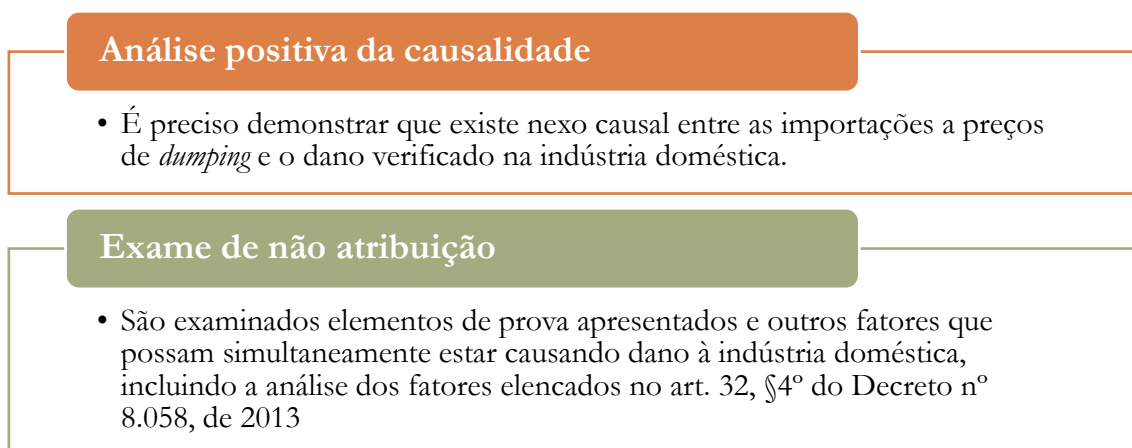 Análise positiva da causalidade
• É preciso demonstrar que existe nexo causal entre as importações a preços
de dumping e o dano verificado na indústria doméstica.
Exame de não atribuição
• São examinados elementos de prova apresentados e outros fatores que
possam simultaneamente estar causando dano à indústria doméstica,
incluindo a análise dos fatores elencados no art. 32, §4º do Decreto nº
8.058, de 2013